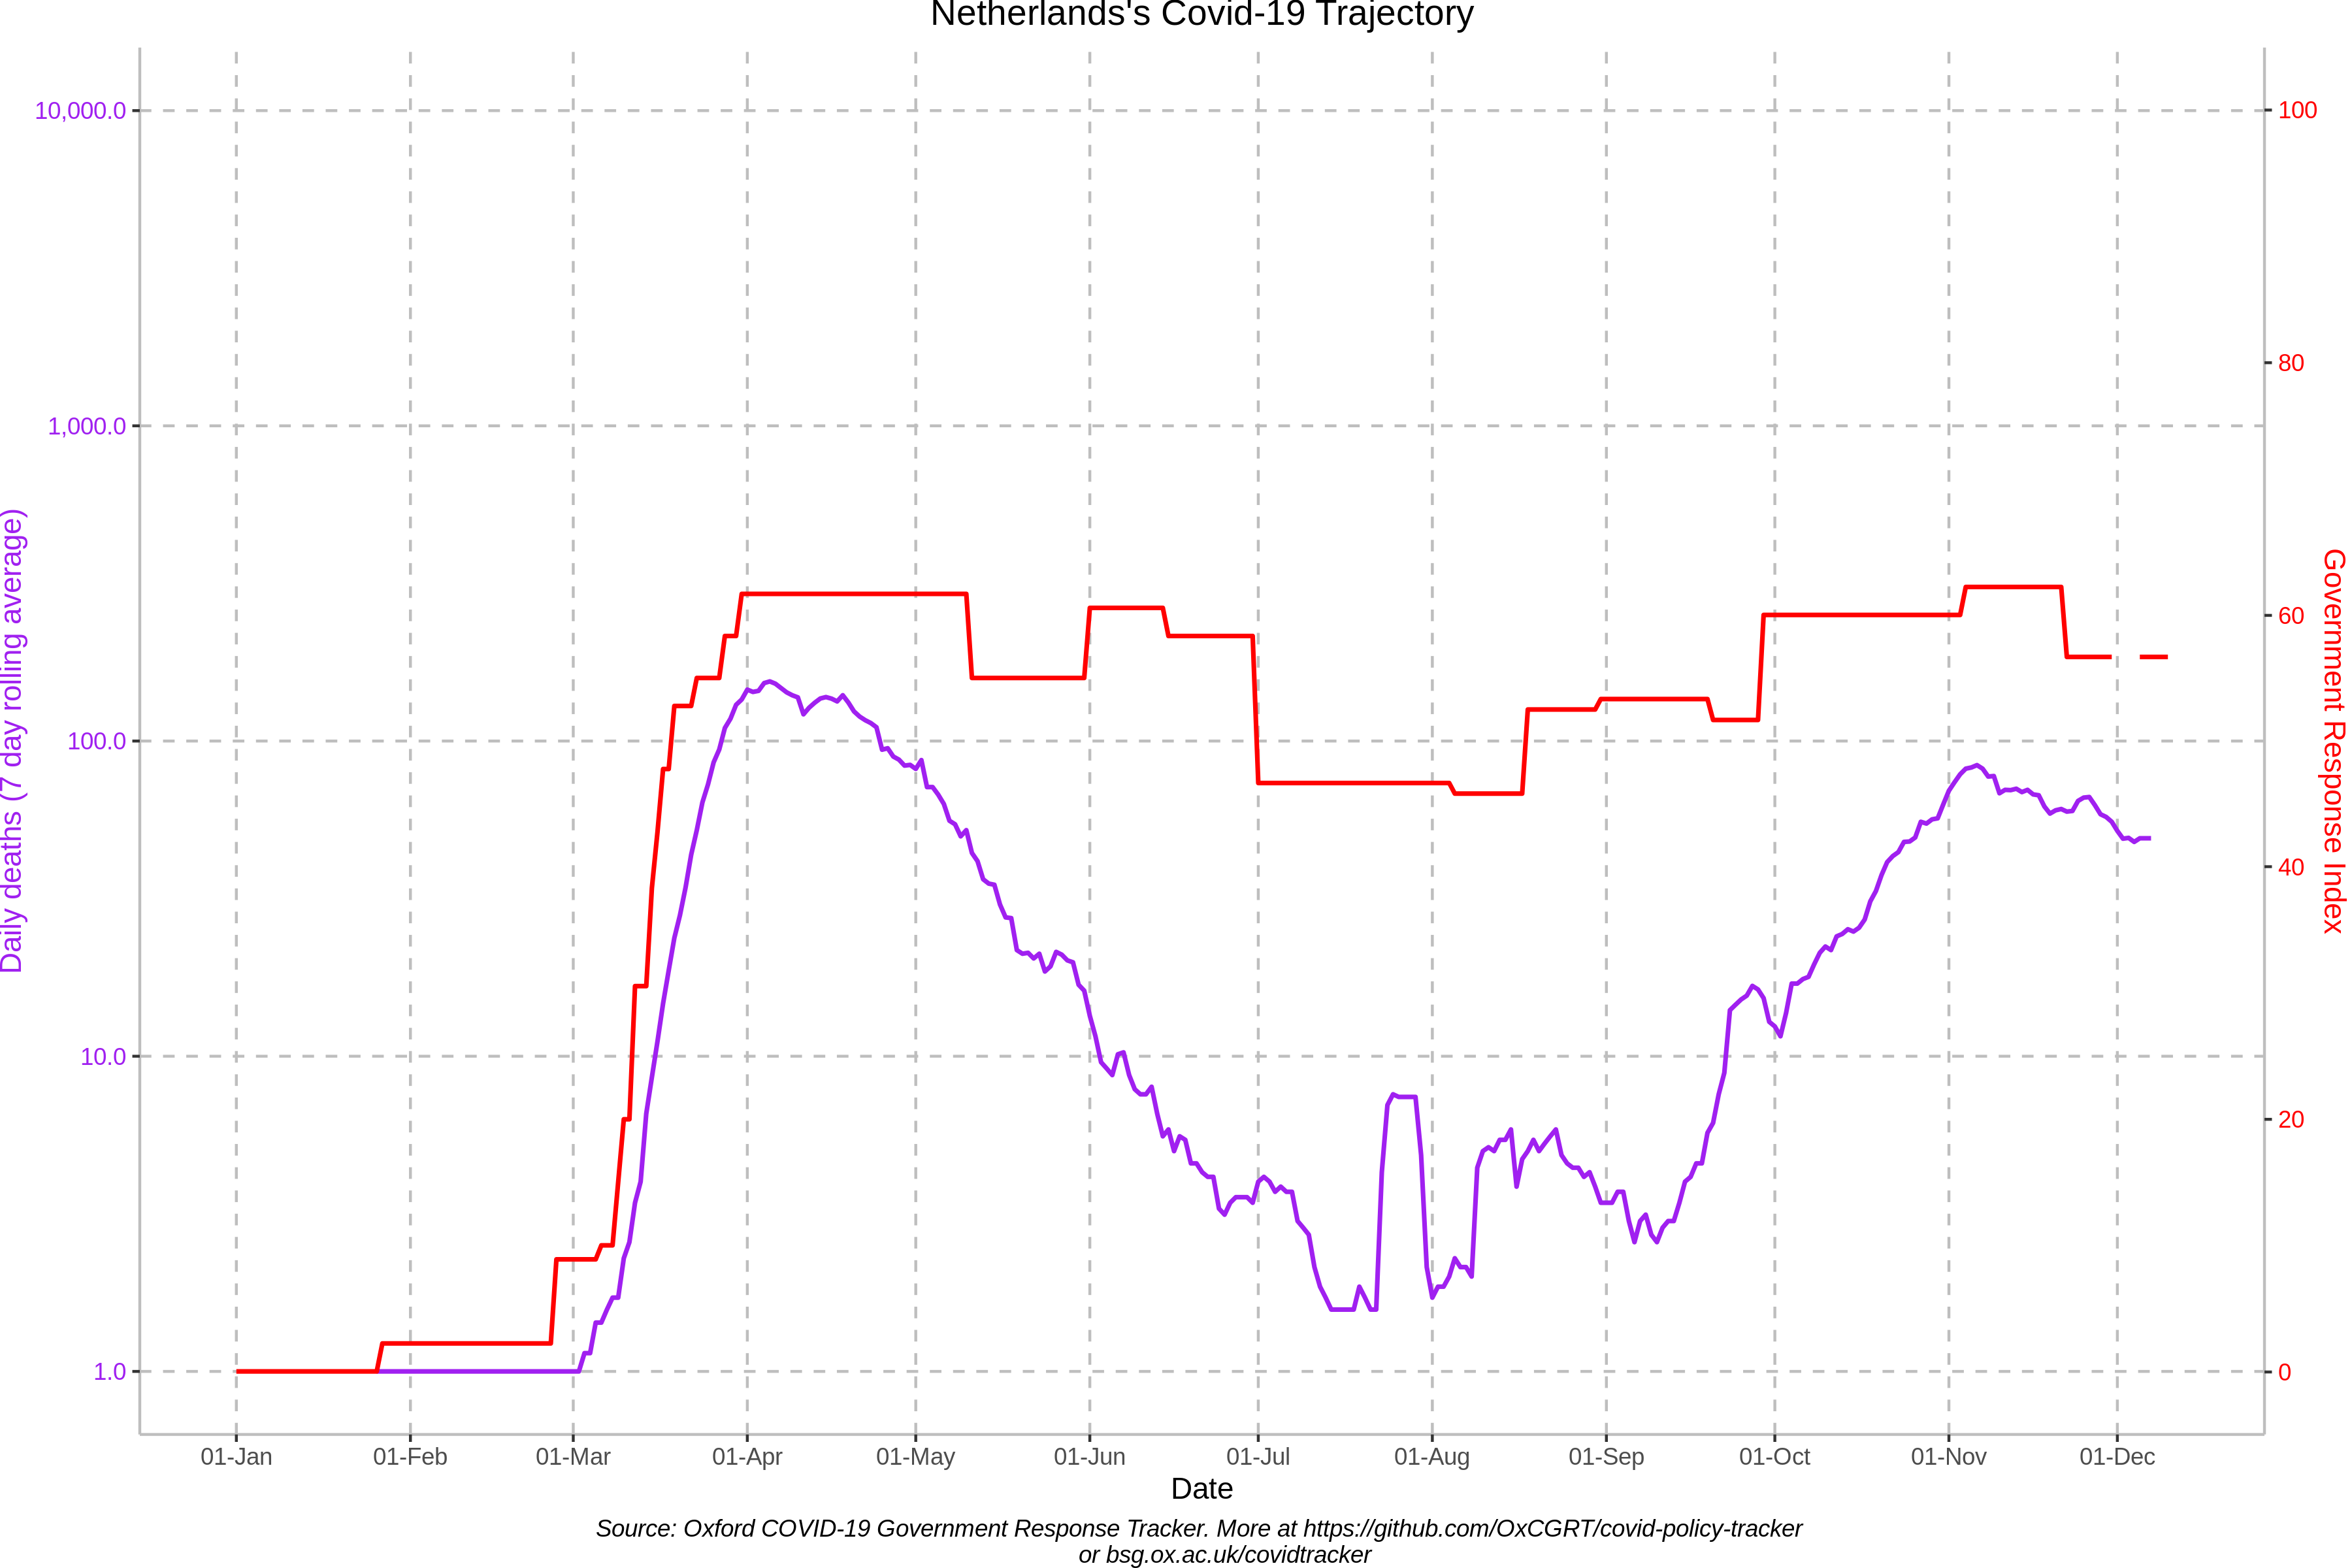 Netherlands's Covid-19 Trajectory
10,000.0
1,000.0
100.0
10.0
1.0
Daily deaths (7 day rolling average)
100
80
60
40
20
0
Government Response Index
01-Jan 01-Feb 01-Mar 01-Apr 01-May 01-Jun 01-Jul 01-Aug 01-Sep 01-Oct 01-Nov 01-Dec
Date
Source: Oxford COVID-19 Government Response Tracker. More at https://github.com/OxCGRT/covid-policy-tracker
or bsg.ox.ac.uk/covidtracker